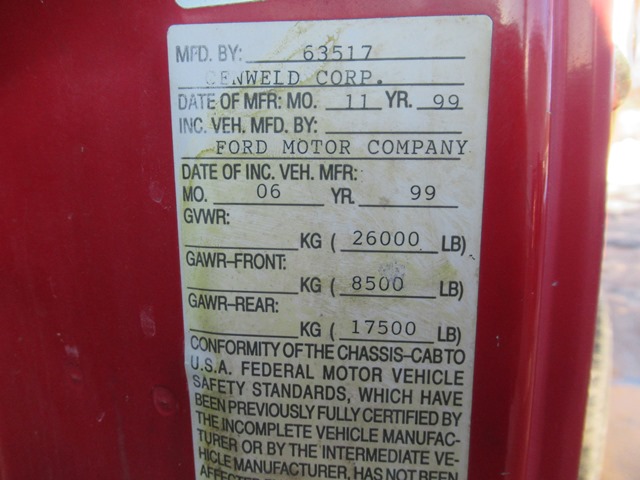 MFD. BY: 63517
GENWELD CORP.
DATE OF MFR: MO. 11 YR. 99
INC. VEH. MFD. BY:
FORD MOTOR COMPANY
DATE OF INC. VEH. MFR:
MO. 06 YR. 99
GVWR:
KG ( 26000 LB)
GAWR-FRONT:
KG ( 8500 LB)
GAWR-REAR:
KG ( 17500 LB)
CONFORMITY OF THE CHASSIS-CAB TO
U.S.A. FEDERAL MOTOR VEHICLE
SAFETY STANDARDS, WHICH HAVE
BEEN PREVIOUSLY FULLY CERTIFIED BY
THE INCOMPLETE VEHICLE MANUFAC-
TURER OR BY THE INTERMEDIATE VE-
HICLE MANUFACTURER, HAS NOT BEEN
AFFECTED